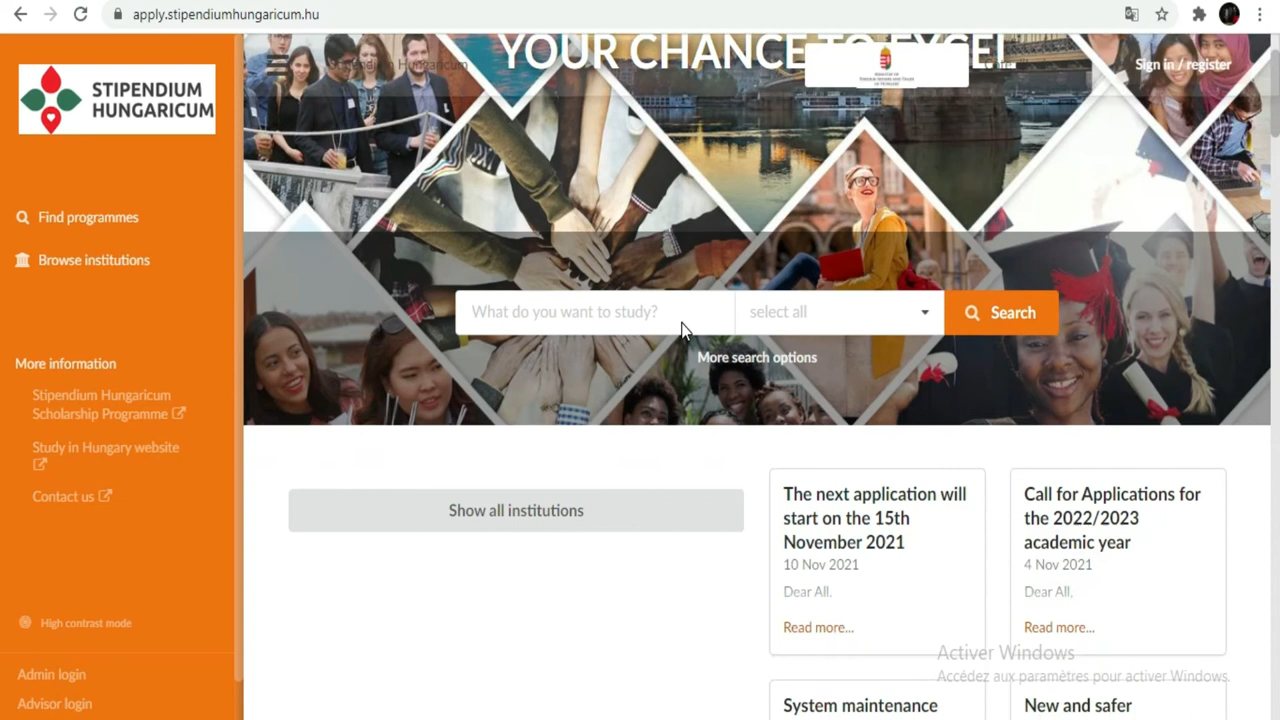 apply.stipendiumhungaricum.hu
STIPENDIUM
HUNGARICUM
Find programmes
Browse institutions
More information
Stipendium Hungaricum
Scholarship Programme
Study in Hungary website
Contact us
High contrast mode
Admin login
Advisor login
YOUR CHANCE TO EXCEL!
Stipendium Hungaricum
Sign in / register
What do you want to study?
select all
Search
More search options
Show all institutions
The next application will
start on the 15th
November 2021
10 Nov 2021
Dear All.
Read more...
Call for Applications for
the 2022/2023
academic year
4 Nov 2021
Dear All,
Read more...
System maintenance
New and safer
Activer Windows
Accédez aux paramètres pour activer Windows.